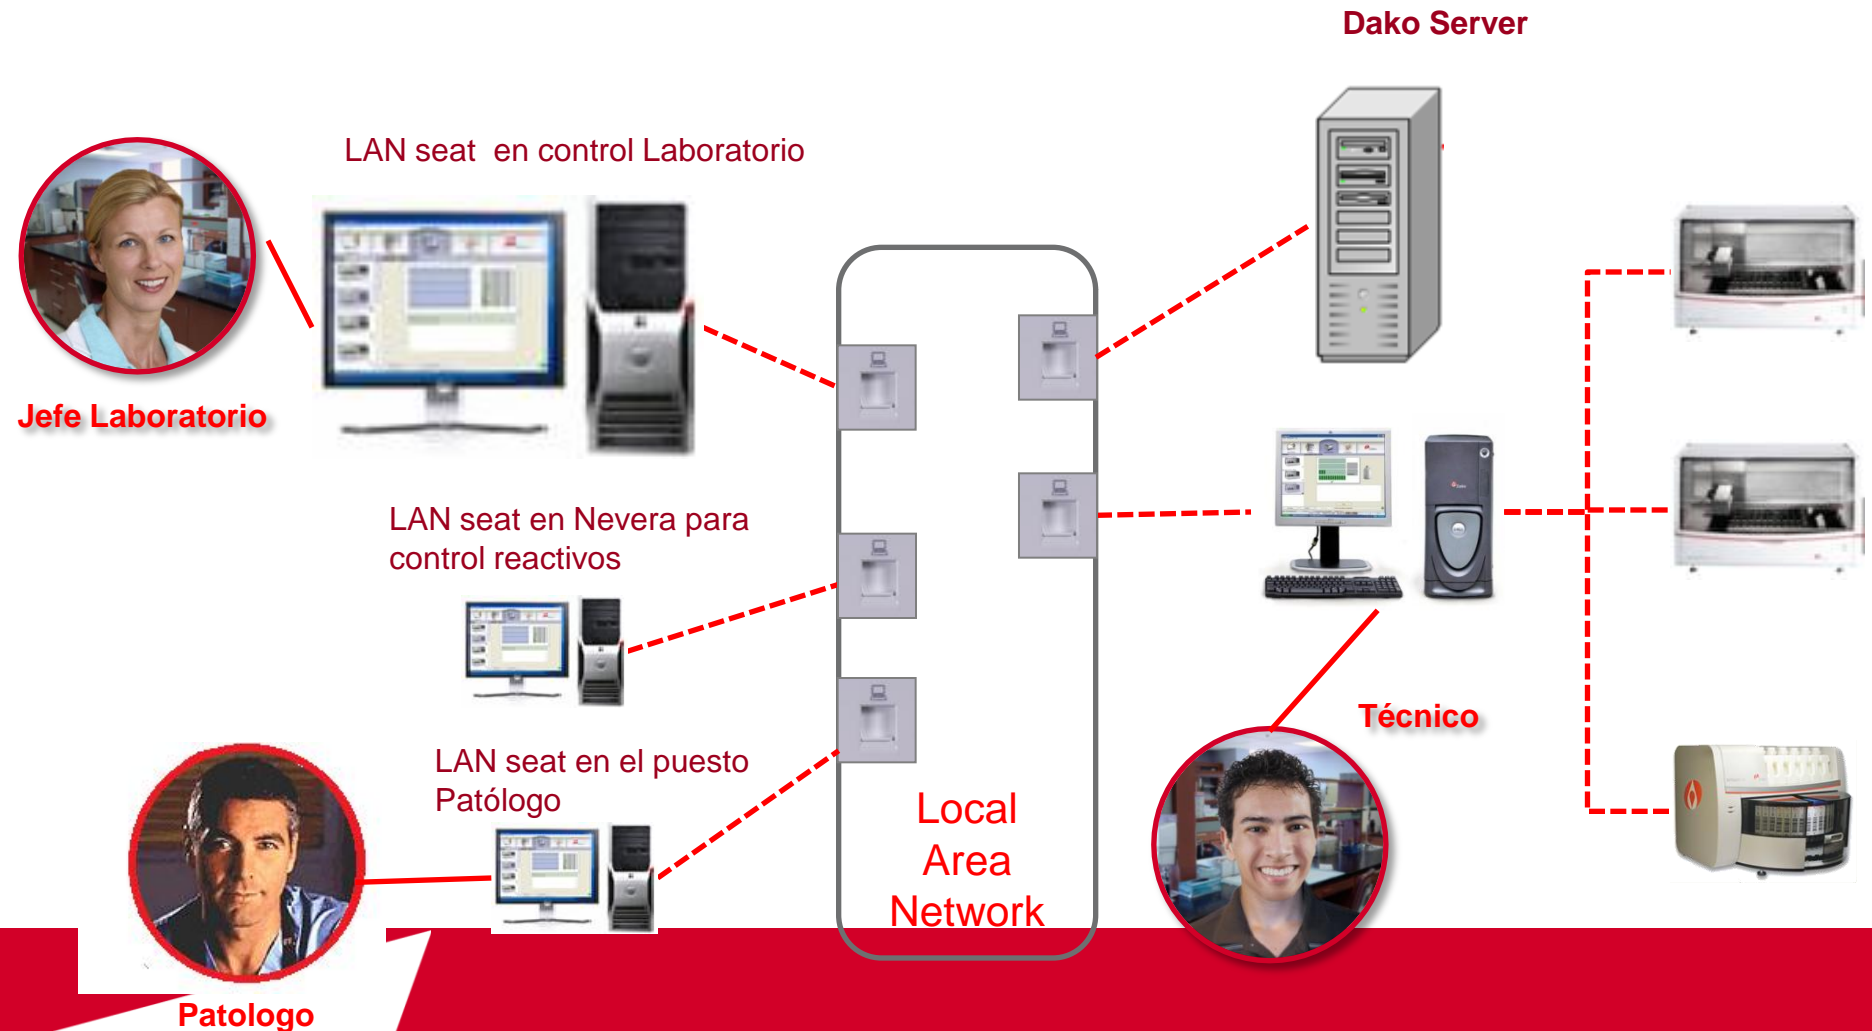 Dako Server
LAN seat  en control Laboratorio
Jefe Laboratorio
LAN seat en Nevera para
control reactivos
LAN seat en el puesto
Patólogo
Patologo
Local
Area
Network
Técnico